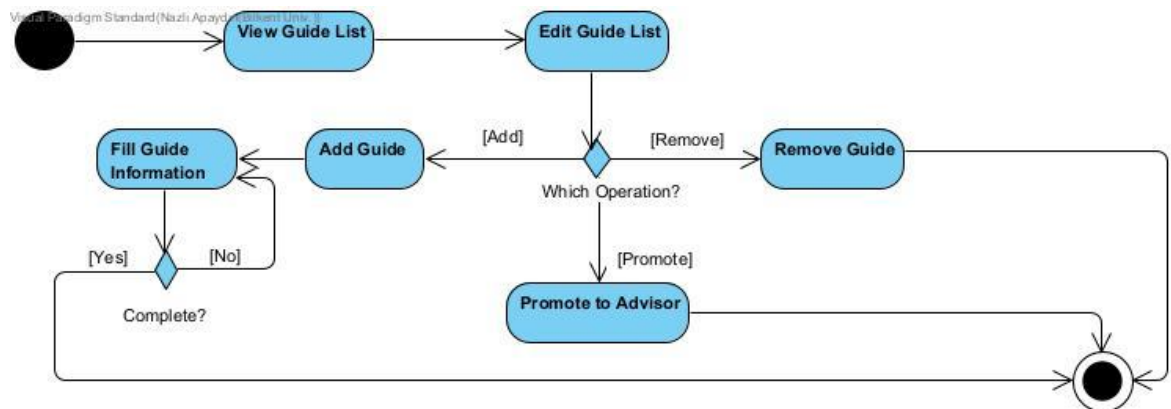 Visual Paradigm Standard(Nazlı Apaydın(Bilkent Univ.))
View Guide List
Edit Guide List
[Add]
[Remove]
Fill Guide
Information
Add Guide
Remove Guide
Which Operation?
[Yes]
[No]
[Promote]
Complete?
Promote to Advisor